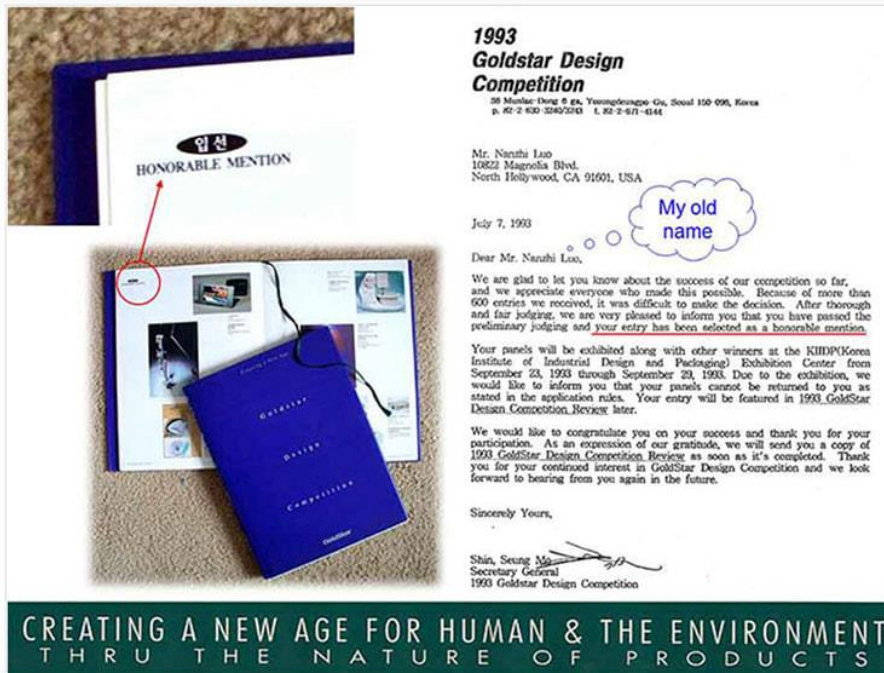 입선
HONORABLE MENTION
Goldstar
Design
Competition
GoldStar
1993
Goldstar Design
Competition
Seoul 150-096, Korea
Mr. Nanzhi Luo
10822 Magnolia Blvd.
North Hollywood, CA 91601, USA
My old
name
July 7, 1993
Dear Mr. Nanzhi Luo,
We are glad to let you know about the success of our competition so far,
and we appreciate everyone who made this possible. Because of more than
600 entries we received, it was difficult to make the decision. After thorough
and fair judging, we are very pleased to inform you that you have passed the
preliminary judging and your entry has been selected as a honorable mention.
Your panels will be exhibited along with other winners at the KIIDP(Korea
Institute of Industrial Design and Packaging) Exhibition Center from
September 23, 1993 through September 29, 1993. Due to the exhibition, we
would like to inform you that your panels cannot be returned to you as
stated in the application rules. Your entry will be featured in 1993 GoldStar
Design Competition Review later.
We would like to congratulate you on your success and thank you for your
participation. As an expression of our gratitude, we will send you a copy of
1993 GoldStar Design Competition Review as soon as it's completed. Thank
you for your continued interest in GoldStar Design Competition and we look
forward to hearing from you again in the future.
Sincerely Yours,
Shin, Seung Mo
Secretary General
1993 Goldstar Design Competition
CREATING A NEW AGE FOR HUMAN & THE ENVIRONMENT
THRU THE NATURE OF PRODUCTS